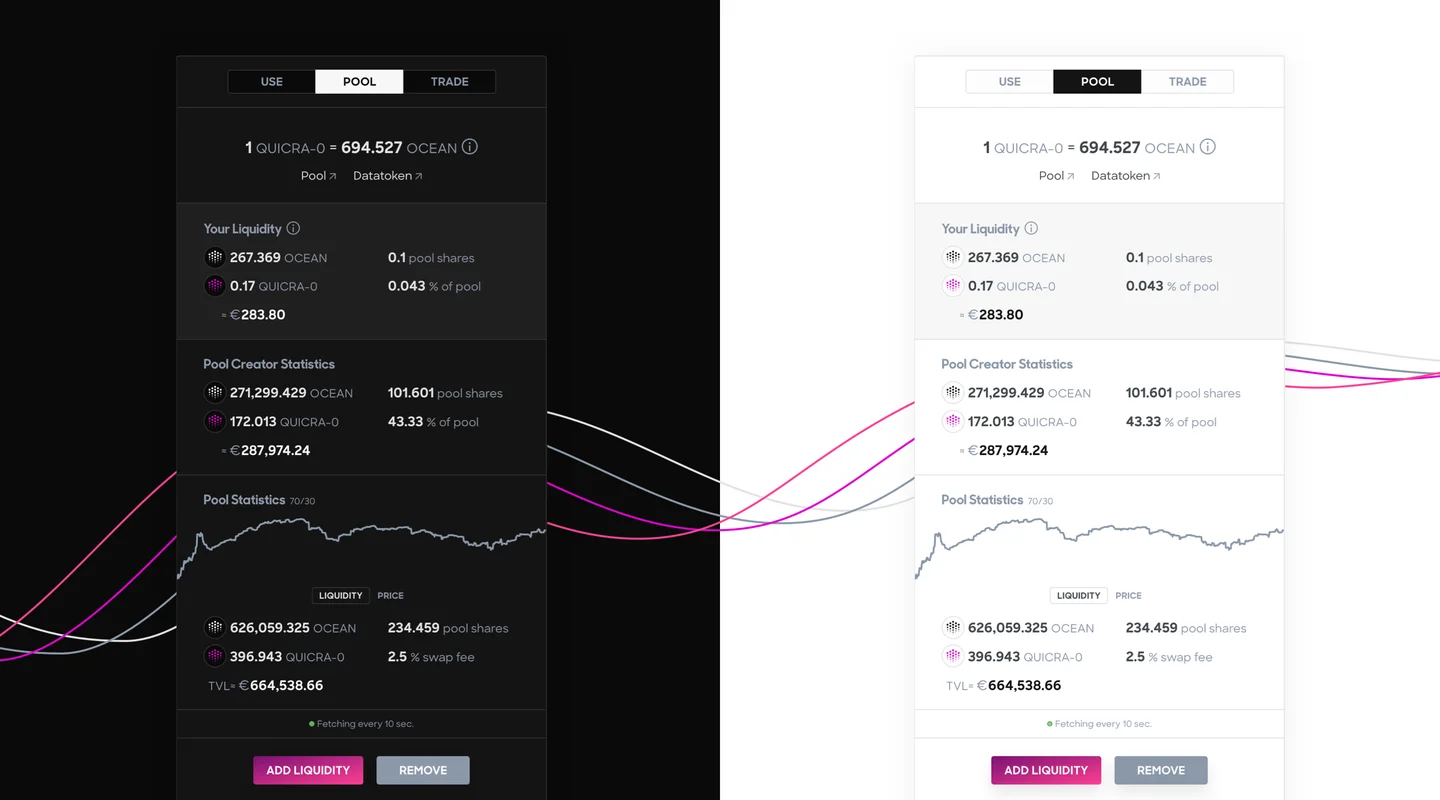 USE POOL TRADE
1 QUICRA-0 = 694.527 OCEAN
Pool ↗ Datatoken ↗
Your Liquidity
267.369 OCEAN 0.1 pool shares
0.17 QUICRA-0 0.043 % of pool
≈ €283.80
Pool Creator Statistics
271,299.429 OCEAN 101.601 pool shares
172.013 QUICRA-0 43.33 % of pool
≈ €287,974.24
Pool Statistics 70/30
LIQUIDITY PRICE
626,059.325 OCEAN 234.459 pool shares
396.943 QUICRA-0 2.5 % swap fee
TVL≈ €664,538.66
Fetching every 10 sec.
ADD LIQUIDITY REMOVE
USE POOL TRADE
1 QUICRA-0 = 694.527 OCEAN
Pool ↗ Datatoken ↗
Your Liquidity
267.369 OCEAN 0.1 pool shares
0.17 QUICRA-0 0.043 % of pool
≈ €283.80
Pool Creator Statistics
271,299.429 OCEAN 101.601 pool shares
172.013 QUICRA-0 43.33 % of pool
≈ €287,974.24
Pool Statistics 70/30
LIQUIDITY PRICE
626,059.325 OCEAN 234.459 pool shares
396.943 QUICRA-0 2.5 % swap fee
TVL≈ €664,538.66
Fetching every 10 sec.
ADD LIQUIDITY REMOVE